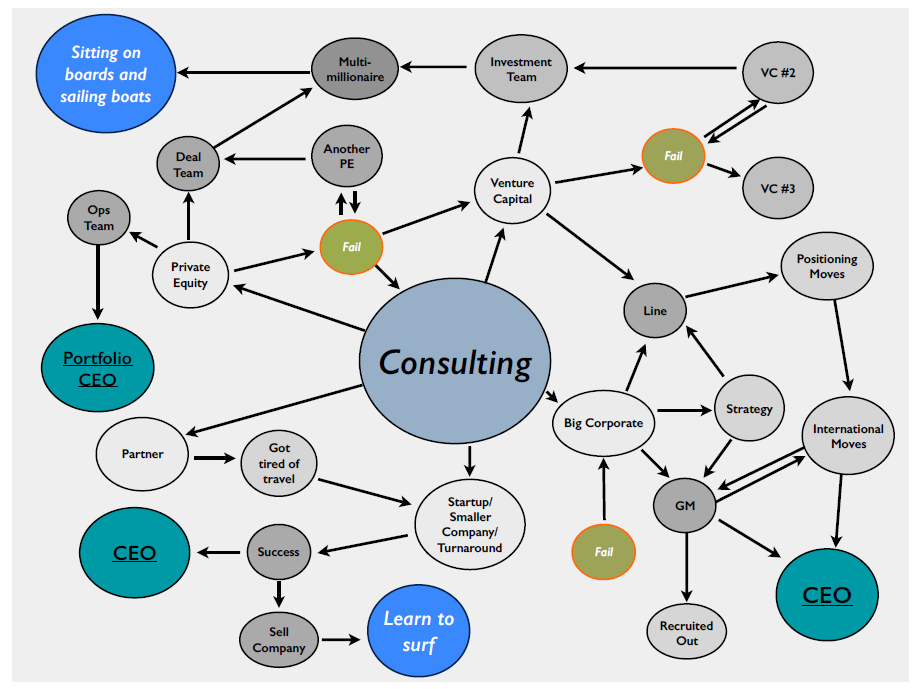 Sitting on
boards and
sailing boats
Multi-
millionaire
Investment
Team
VC #2
Deal
Team
Another
PE
Fail
VC #3
Venture
Capital
Ops
Team
Fail
Private
Equity
Positioning
Moves
Line
Portfolio
CEO
Consulting
Big Corporate
Strategy
International
Moves
Partner
Got
tired of
travel
Startup/
Smaller
Company/
Turnaround
GM
CEO
Success
Fail
CEO
Sell
Company
Learn to
surf
Recruited
Out